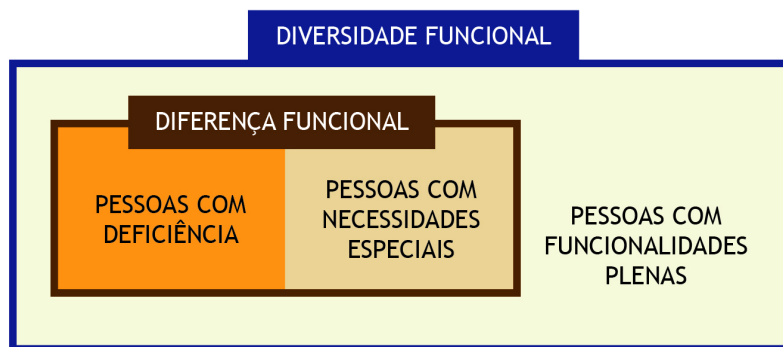 DIVERSIDADE FUNCIONAL
DIFERENÇA FUNCIONAL
PESSOAS COM
DEFICIÊNCIA
PESSOAS COM
NECESSIDADES
ESPECIAIS
PESSOAS COM
FUNCIONALIDADES
PLENAS